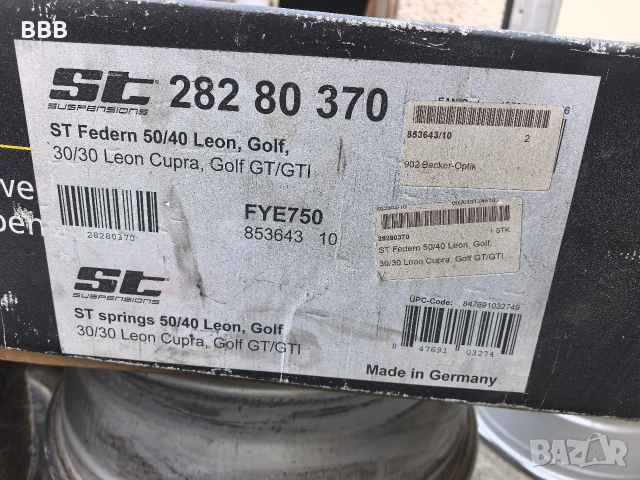 BBB
st
SUSPENSIONS
282 80 370
ST Federn 50/40 Leon, Golf,
30/30 Leon Cupra, Golf GT/GTI
28280370
FYE750
853643 10
853643/10 2
902 Backer-Optik
28280370 1 STK
ST Federn 50/40 Leon, Golf,
30/30 Leon Cupra, Golf GT/GTI
st
SUSPENSIONS
ST springs 50/40 Leon, Golf
30/30 Leon Cupra, Golf GT/GTI
UPC-Code: 847691032749
8 47691 03274
Made in Germany
BAZAR